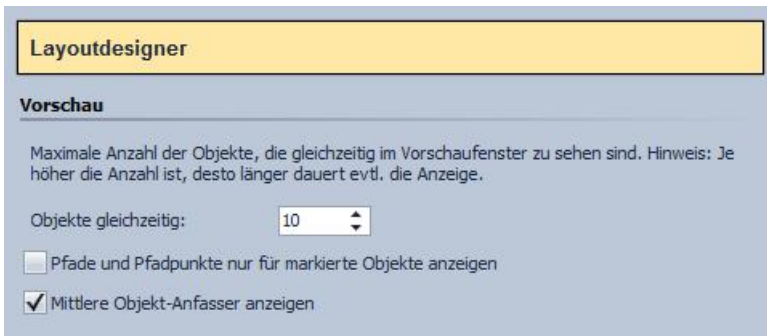 Layoutdesigner
Vorschau
Maximale Anzahl der Objekte, die gleichzeitig im Vorschaufenster zu sehen sind. Hinweis: Je
höher die Anzahl ist, desto länger dauert evtl. die Anzeige.
Objekte gleichzeitig: 10
Pfade und Pfadpunkte nur für markierte Objekte anzeigen
Mittlere Objekt-Anfasser anzeigen